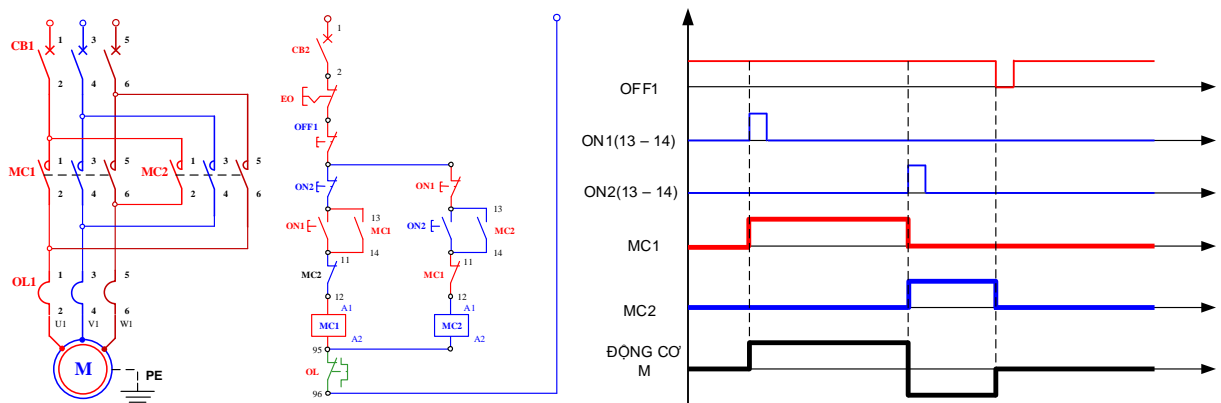 1 3 5
CB1
2 4 6
1 3 5 1 3 5
MC1 MC2
2 4 6 2 4 6
1 3 5
OL1
2 4 6
U1 V1 W1
M
PE
1
CB2
2
EO
OFF1
ON2 ON1
13 13
ON1 MC1 ON2 MC2
14 14
11 11
MC2 MC1
12 12
A1 A1
MC1 MC2
A2 A2
95
OL
96
OFF1
ON1(13 – 14)
ON2(13 – 14)
MC1
MC2
ĐỘNG CƠ
M